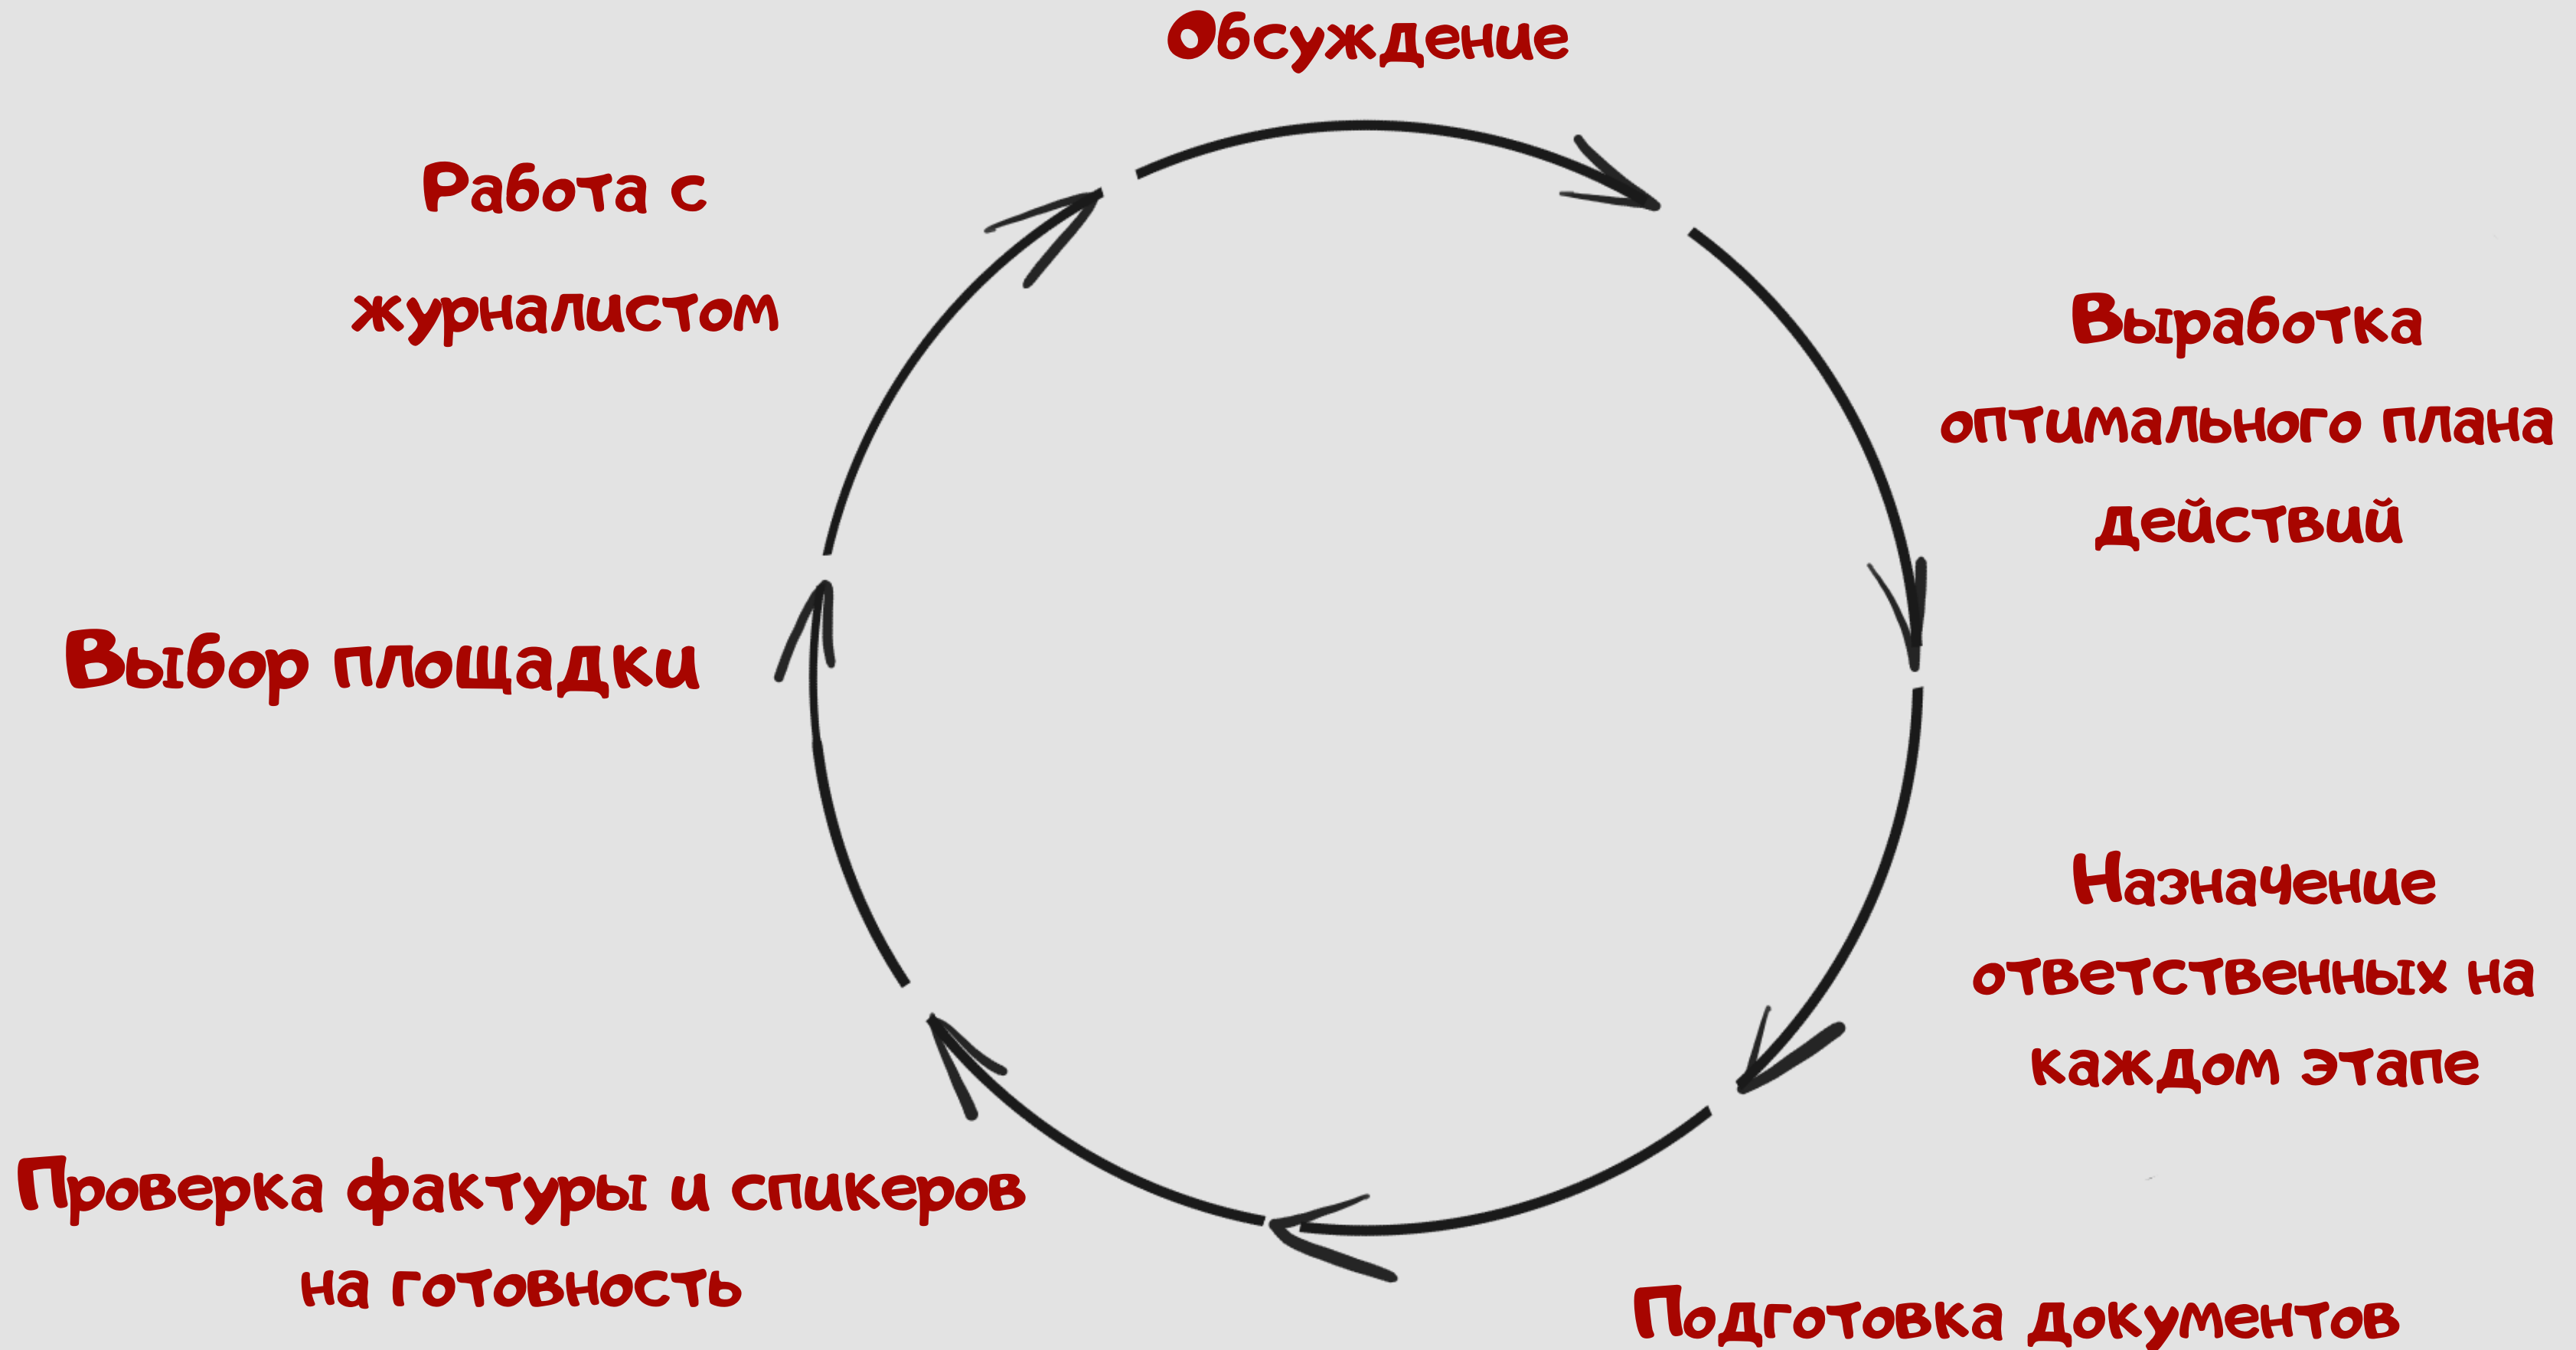 Обсуждение
Выработка
оптимального плана
действий
Назначение
ответственных на
каждом этапе
Подготовка документов
Проверка фактуры и спикеров
на готовность
Выбор площадки
Работа с
журналистом